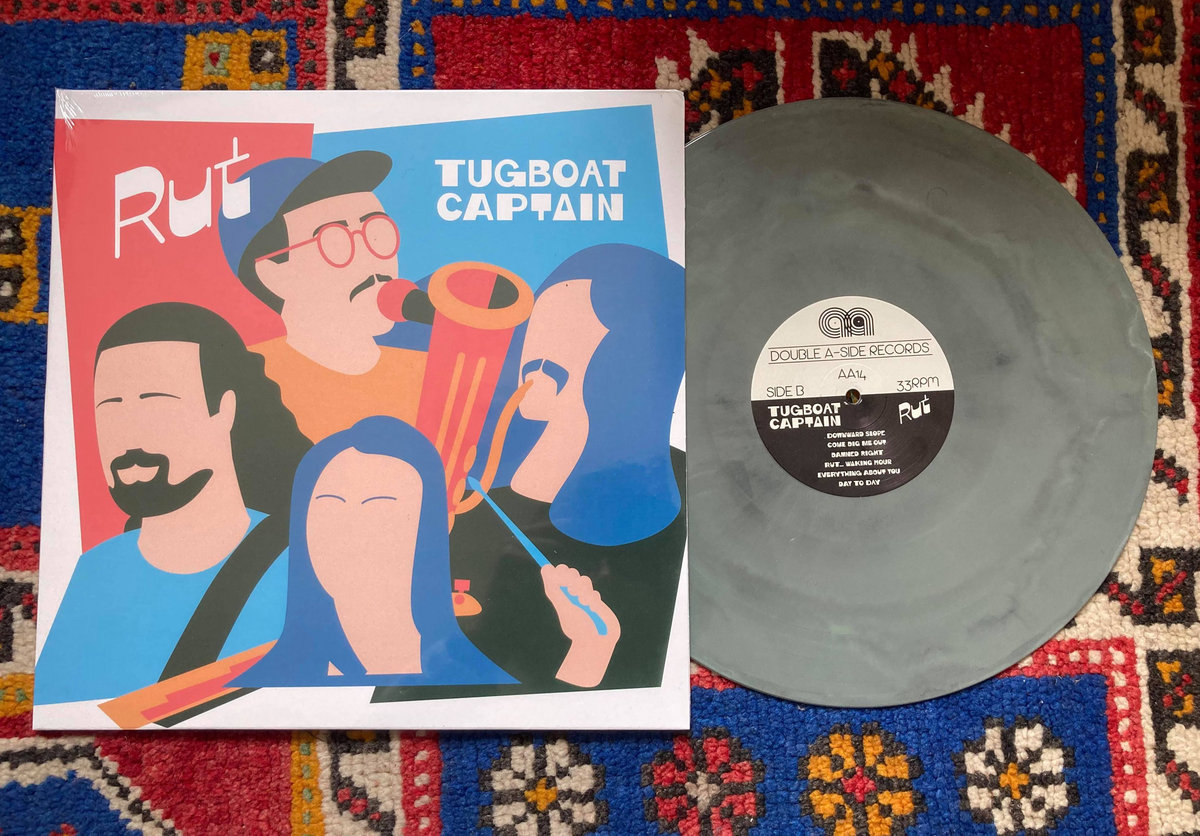 Rut
TUGBOAT
CAPTAIN
DOUBLE A-SIDE RECORDS
AA14
SIDE B
33RPM
TUGBOAT
CAPTAIN
Rut
DOWNWARD SLOPE
COME DIG ME OUT
DAMNED RIGHT
RUT... WAKING HOUR
EVERYTHING ABOUT YOU
DAY TO DAY